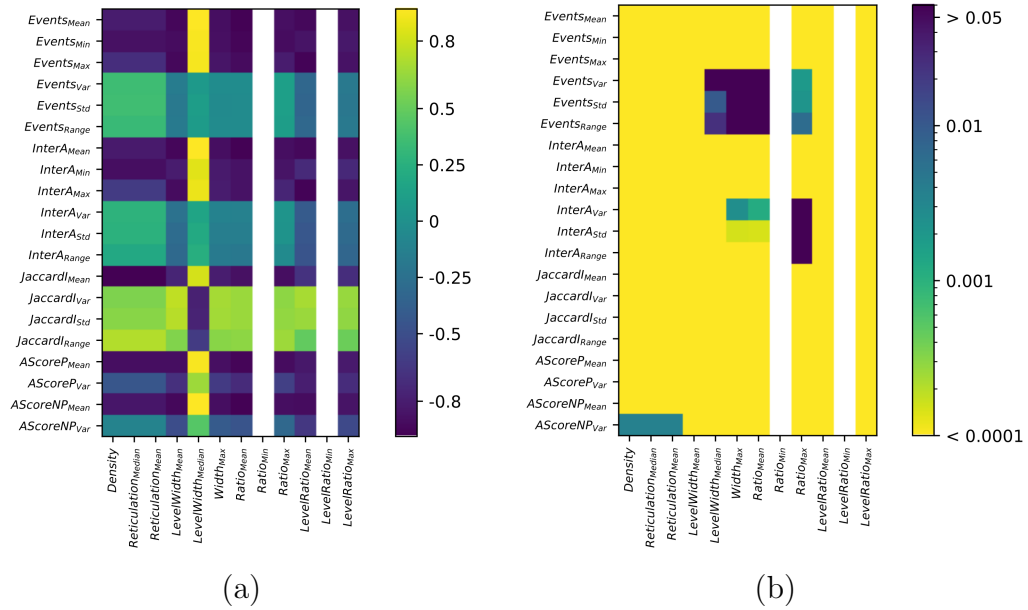 Events_Mean
Events_Min
Events_Max
Events_Var
Events_Std
Events_Range
InterA_Mean
InterA_Min
InterA_Max
InterA_Var
InterA_Std
InterA_Range
JaccardI_Mean
JaccardI_Var
JaccardI_Std
JaccardI_Range
AScoreP_Mean
AScoreP_Var
AScoreNP_Mean
AScoreNP_Var
Density
Reticulation_Median
Reticulation_Mean
LevelWidth_Mean
LevelWidth_Median
Width_Max
Ratio_Mean
Ratio_Min
Ratio_Max
LevelRatio_Mean
LevelRatio_Min
LevelRatio_Max
0.8
0.5
0.25
0
-0.25
-0.5
-0.8
(a)
Events_Mean
Events_Min
Events_Max
Events_Var
Events_Std
Events_Range
InterA_Mean
InterA_Min
InterA_Max
InterA_Var
InterA_Std
InterA_Range
JaccardI_Mean
JaccardI_Var
JaccardI_Std
JaccardI_Range
AScoreP_Mean
AScoreP_Var
AScoreNP_Mean
AScoreNP_Var
Density
Reticulation_Median
Reticulation_Mean
LevelWidth_Mean
LevelWidth_Median
Width_Max
Ratio_Mean
Ratio_Min
Ratio_Max
LevelRatio_Mean
LevelRatio_Min
LevelRatio_Max
> 0.05
0.01
0.001
< 0.0001
(b)